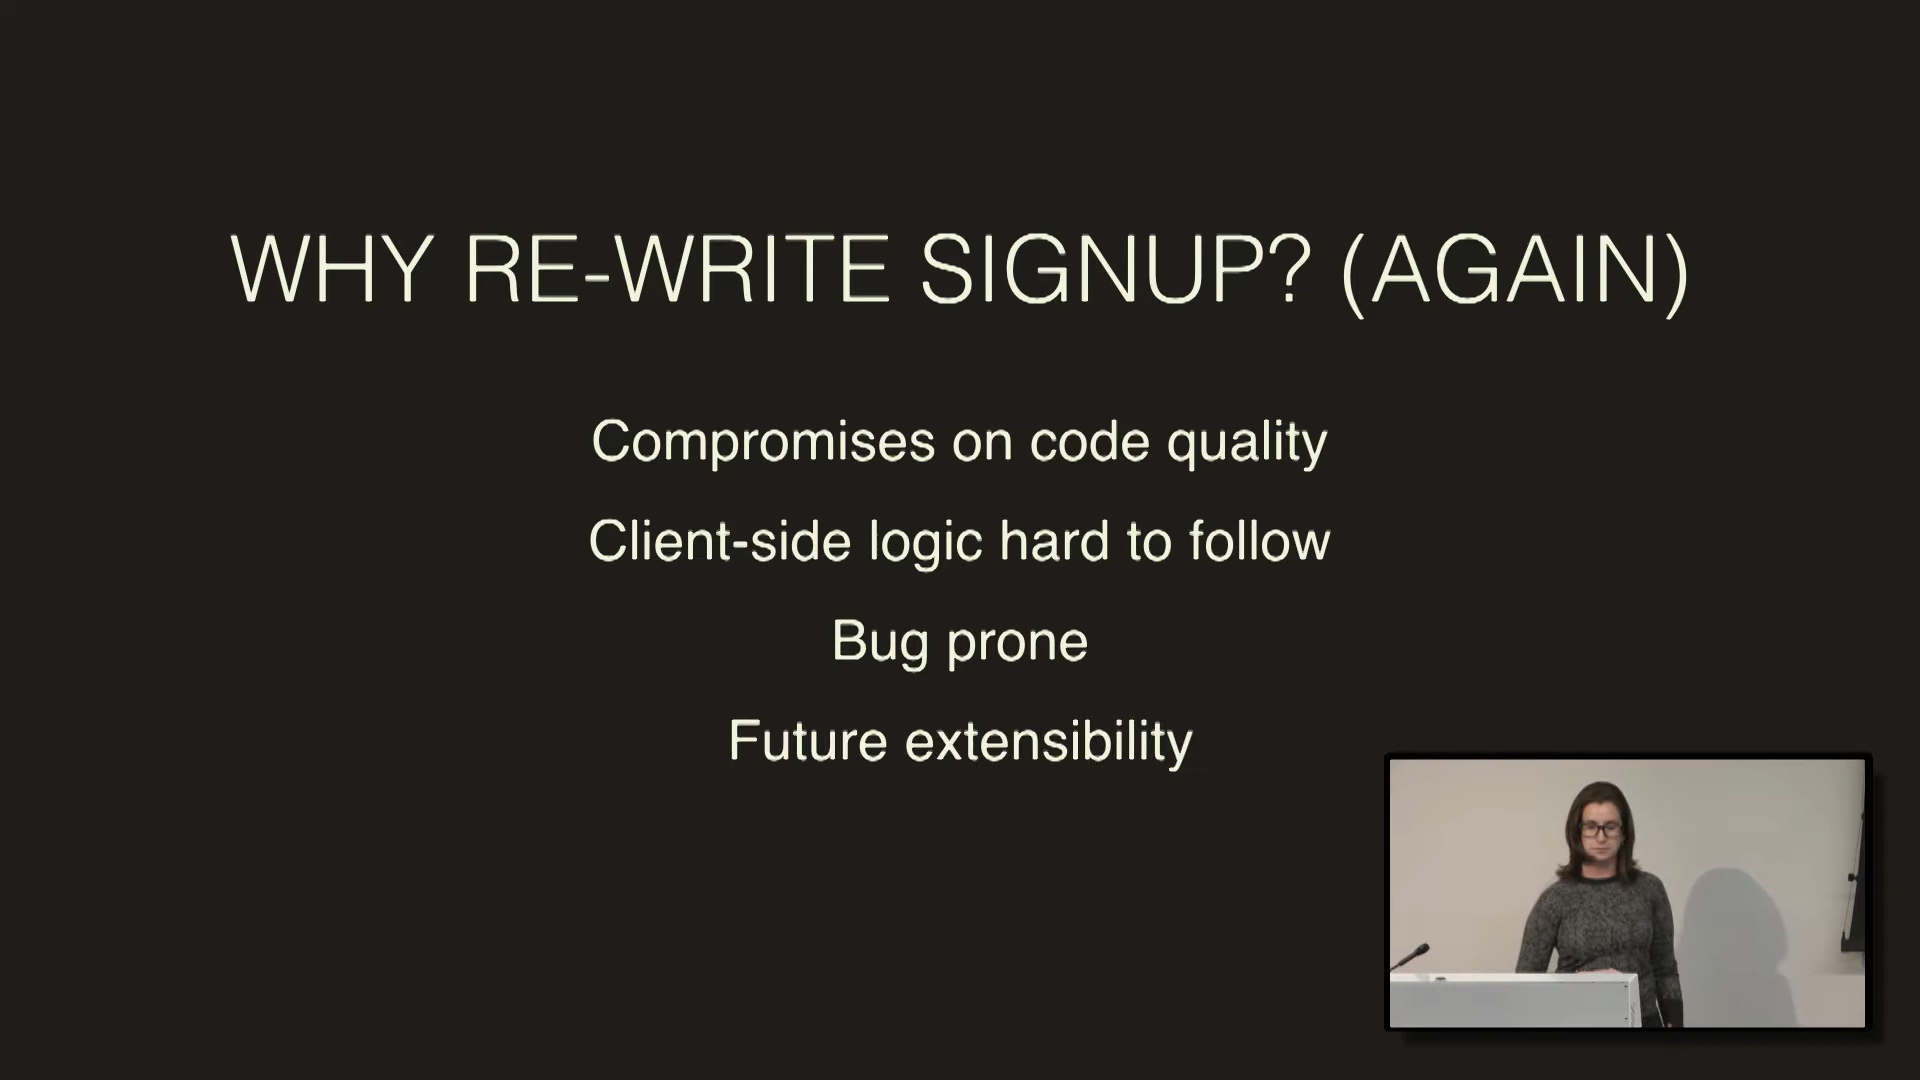 WHY RE-WRITE SIGNUP? (AGAIN)
Compromises on code quality
Client-side logic hard to follow
Bug prone
Future extensibility